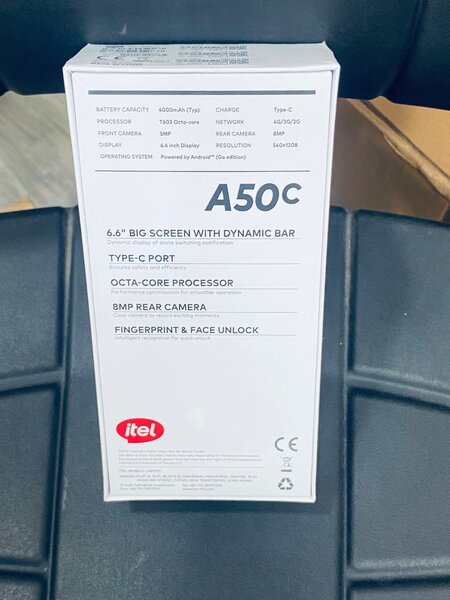 BATTERY CAPACITY 4000mAh (Typ) CHARGE Type-C
PROCESSOR T603 Octa-core NETWORK 4G/3G/2G
FRONT CAMERA 5MP REAR CAMERA 8MP
DISPLAY 6.6 inch Display RESOLUTION 540x1208
OPERATING SYSTEM Powered by Android™ (Go edition)
A50C
6.6" BIG SCREEN WITH DYNAMIC BAR
Dynamic display of state switching notification
TYPE-C PORT
Ensures safety and efficiency
OCTA-CORE PROCESSOR
Performance optimisation for smoother operation
8MP REAR CAMERA
Clear camera to record exciting moments
FINGERPRINT & FACE UNLOCK
Intelligent recognition for quick unlock
itel
CE
ITEL MOBILE LIMITED